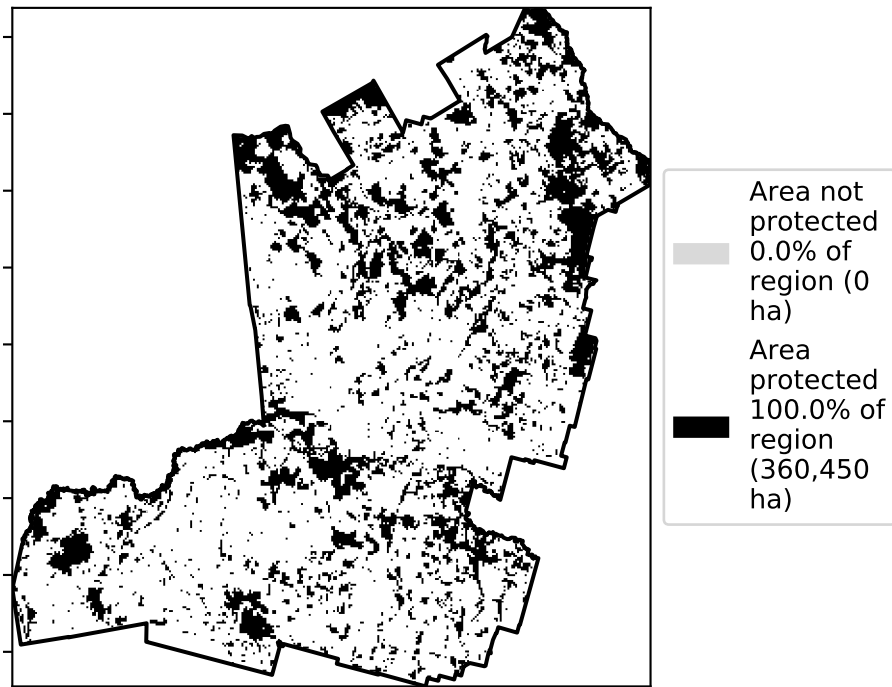 Area not
protected
0.0% of
region (0
ha)
Area
protected
100.0% of
region
(360,450
ha)